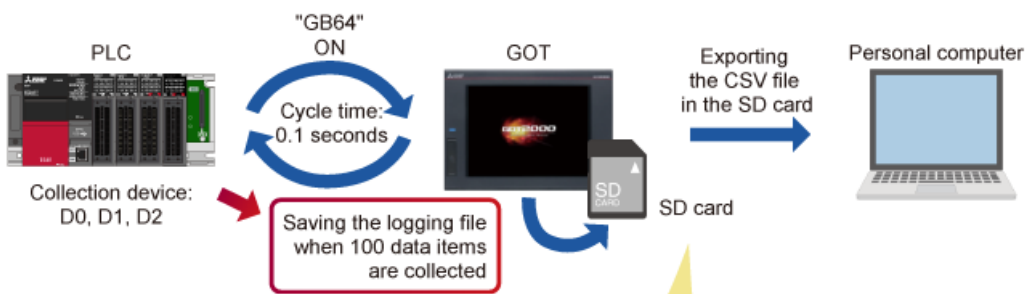 "GB64"
ON
PLC
GOT
Exporting
the CSV file
in the SD card
Personal computer
Cycle time:
0.1 seconds
GOT2000
SD
CARD
SD card
Collection device:
D0, D1, D2
Saving the logging file
when 100 data items
are collected